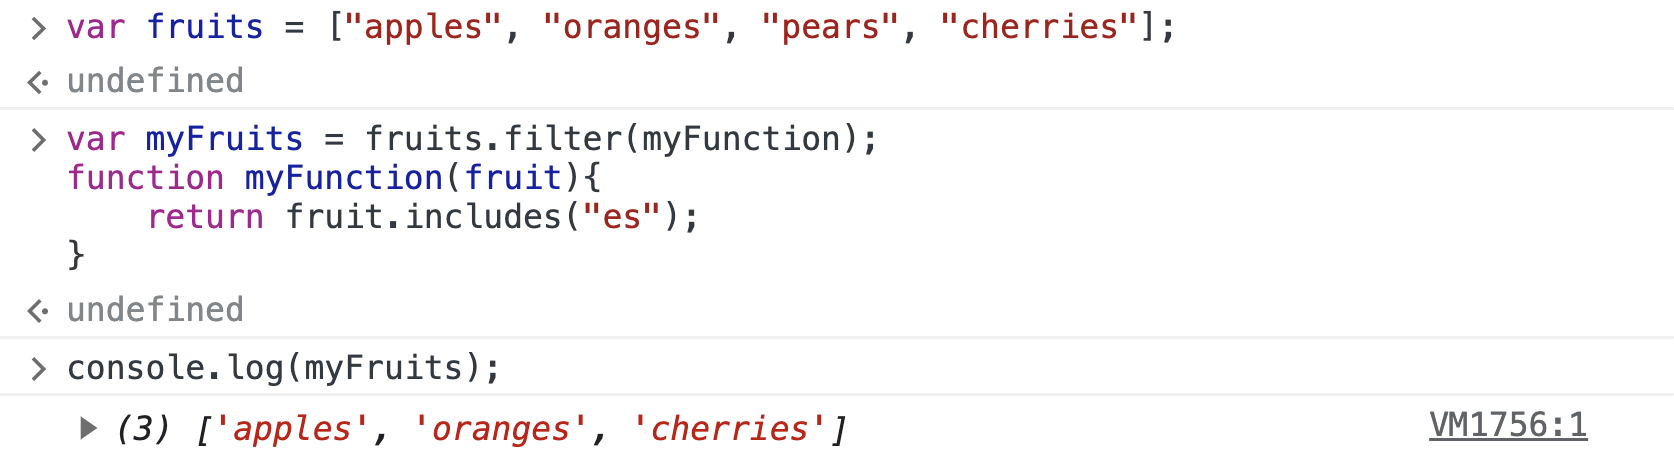 > var fruits = ["apples", "oranges", "pears", "cherries"];
undefined
> var myFruits = fruits.filter(myFunction);
function myFunction(fruit){
    return fruit.includes("es");
}
undefined
> console.log(myFruits);
(3) ['apples', 'oranges', 'cherries'] VM1756:1